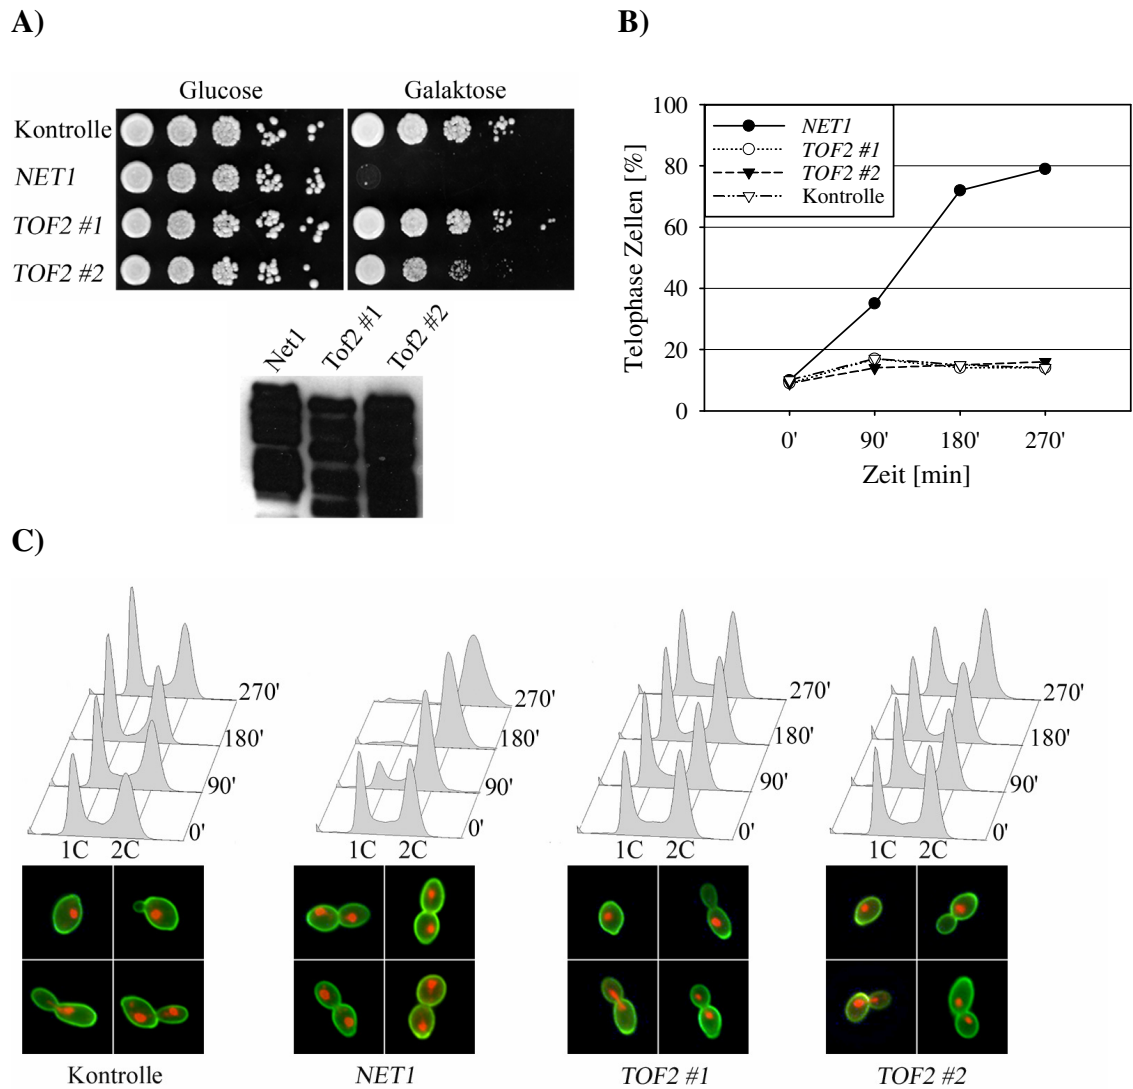 A)
Glucose Galaktose
Kontrolle
NET1
TOF2 #1
TOF2 #2
Net1 Tof2 #1 Tof2 #2
B)
Telophase Zellen [%]
100
80
60
40
20
0
NET1
TOF2 #1
TOF2 #2
Kontrolle
0' 90' 180' 270'
Zeit [min]
C)
270' 270' 270' 270'
180' 180' 180' 180'
90' 90' 90' 90'
0' 0' 0' 0'
1C 2C 1C 2C 1C 2C 1C 2C
Kontrolle NET1 TOF2 #1 TOF2 #2